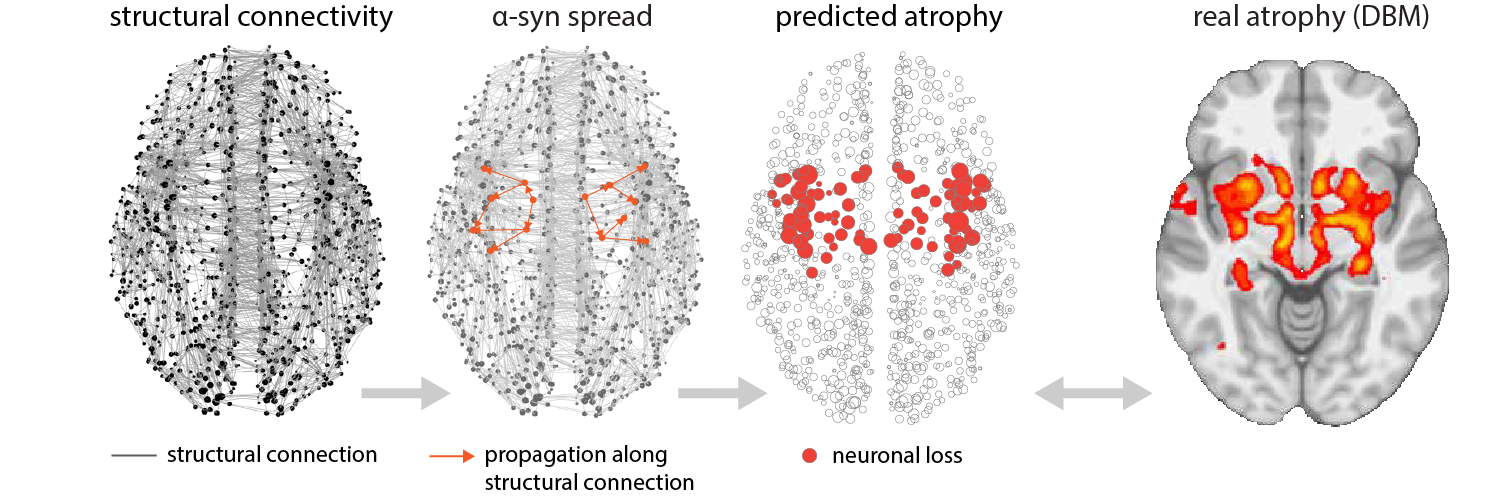 structural connectivity
α-syn spread
predicted atrophy
real atrophy (DBM)
structural connection
propagation along
structural connection
neuronal loss